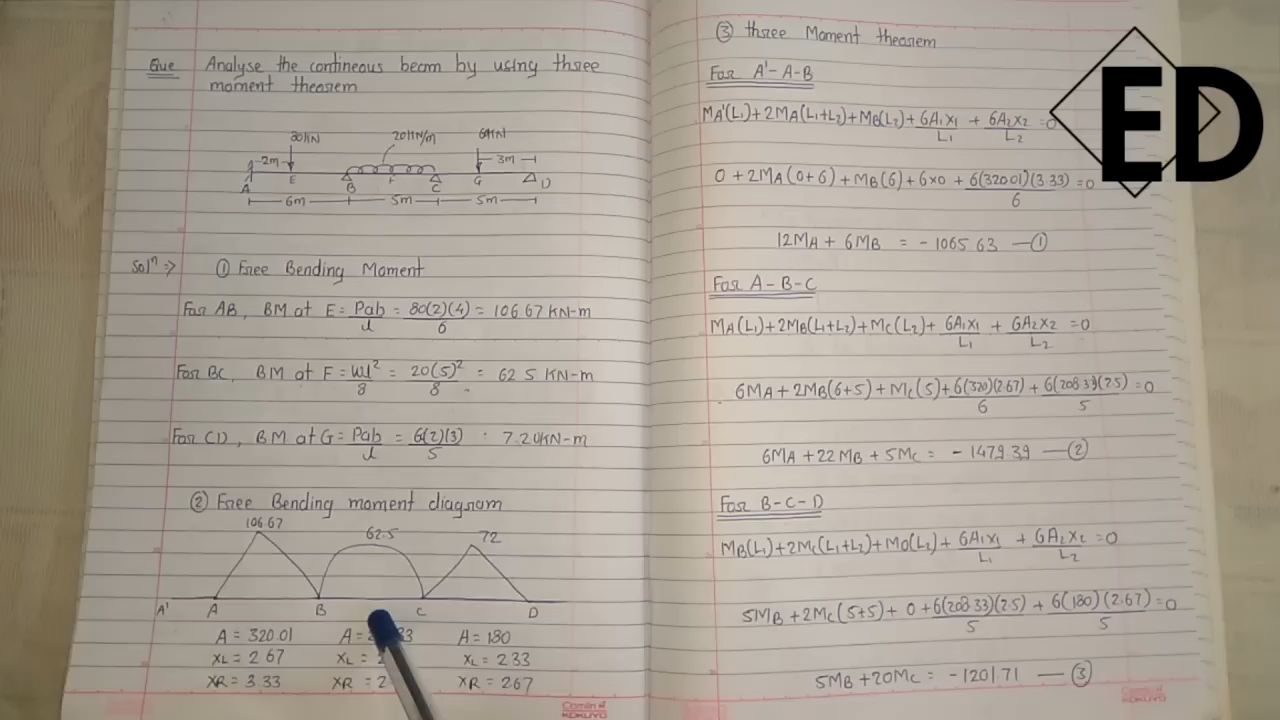 Que Analyse the contineous beam by using three
moment theorem
80KN 20KN/m
2m 3m
A E B F C G D
6m 5m 5m
Solⁿ ⇒ ① Free Bending Moment
For AB, BM at E = Pab/l = 80(2)(4)/6 = 106.67 KN-m
For BC, BM at F = wl²/8 = 20(5)²/8 = 62.5 KN-m
For CD, BM at G = Pab/l = 6(2)(3)/5 : 7.20KN-m
② Free Bending moment diagram
106.67 62.5 72
A' A B C D
A = 320.01 A = 33 A = 180
XL = 2.67 XL = 2 XL = 2.33
XR = 3.33 XR = 2 XR = 2.67
③ three Moment theorem
For A'-A-B
MA'(L1)+2MA(L1+L2)+MB(L2)+6A1X1/L1 + 6A2X2/L2 =0
0+2MA(0+6)+MB(6)+6×0+6(320.01)(3.33)/6 =0
12MA + 6MB = -1065.63 —①
For A-B-C
MA(L1)+2MB(L1+L2)+MC(L2)+6A1X1/L1 + 6A2X2/L2 =0
6MA+2MB(6+5)+MC(5)+6(320)(2.67)/6 +6(208.33)(2.5)/5 =0
6MA+22MB+5MC = -1479.39 —②
For B-C-D
MB(L1)+2MC(L1+L2)+MD(L2)+6A1X1/L1 +6A2X2/L2 =0
5MB+2MC(5+5)+0+6(208.33)(2.5)/5 +6(180)(2.67)/5 =0
5MB+20MC = -1201.71 —③
ED
KOKUYO